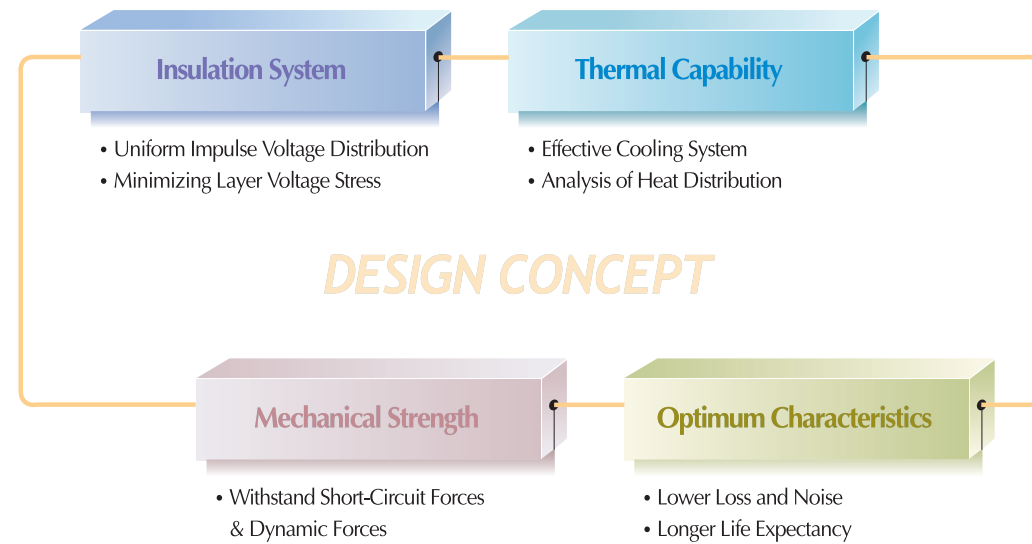 Insulation System
• Uniform Impulse Voltage Distribution
• Minimizing Layer Voltage Stress
Thermal Capability
• Effective Cooling System
• Analysis of Heat Distribution
DESIGN CONCEPT
Mechanical Strength
• Withstand Short-Circuit Forces
& Dynamic Forces
Optimum Characteristics
• Lower Loss and Noise
• Longer Life Expectancy